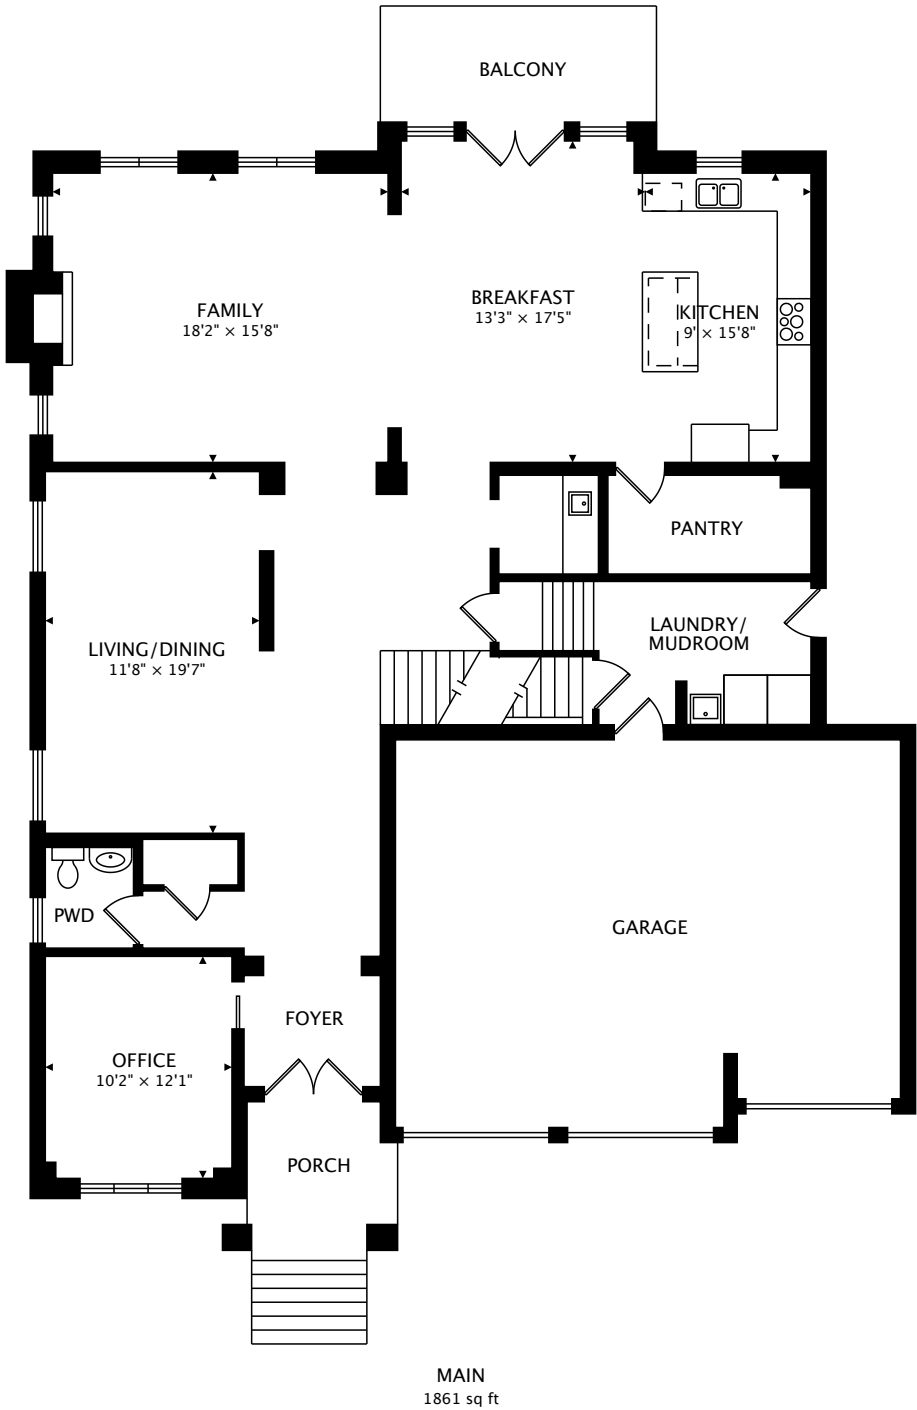 BALCONY
FAMILY
18'2" × 15'8"
BREAKFAST
13'3" × 17'5"
KITCHEN
9' × 15'8"
PANTRY
LIVING/DINING
11'8" × 19'7"
LAUNDRY/
MUDROOM
PWD
GARAGE
FOYER
OFFICE
10'2" × 12'1"
PORCH
MAIN
1861 sq ft